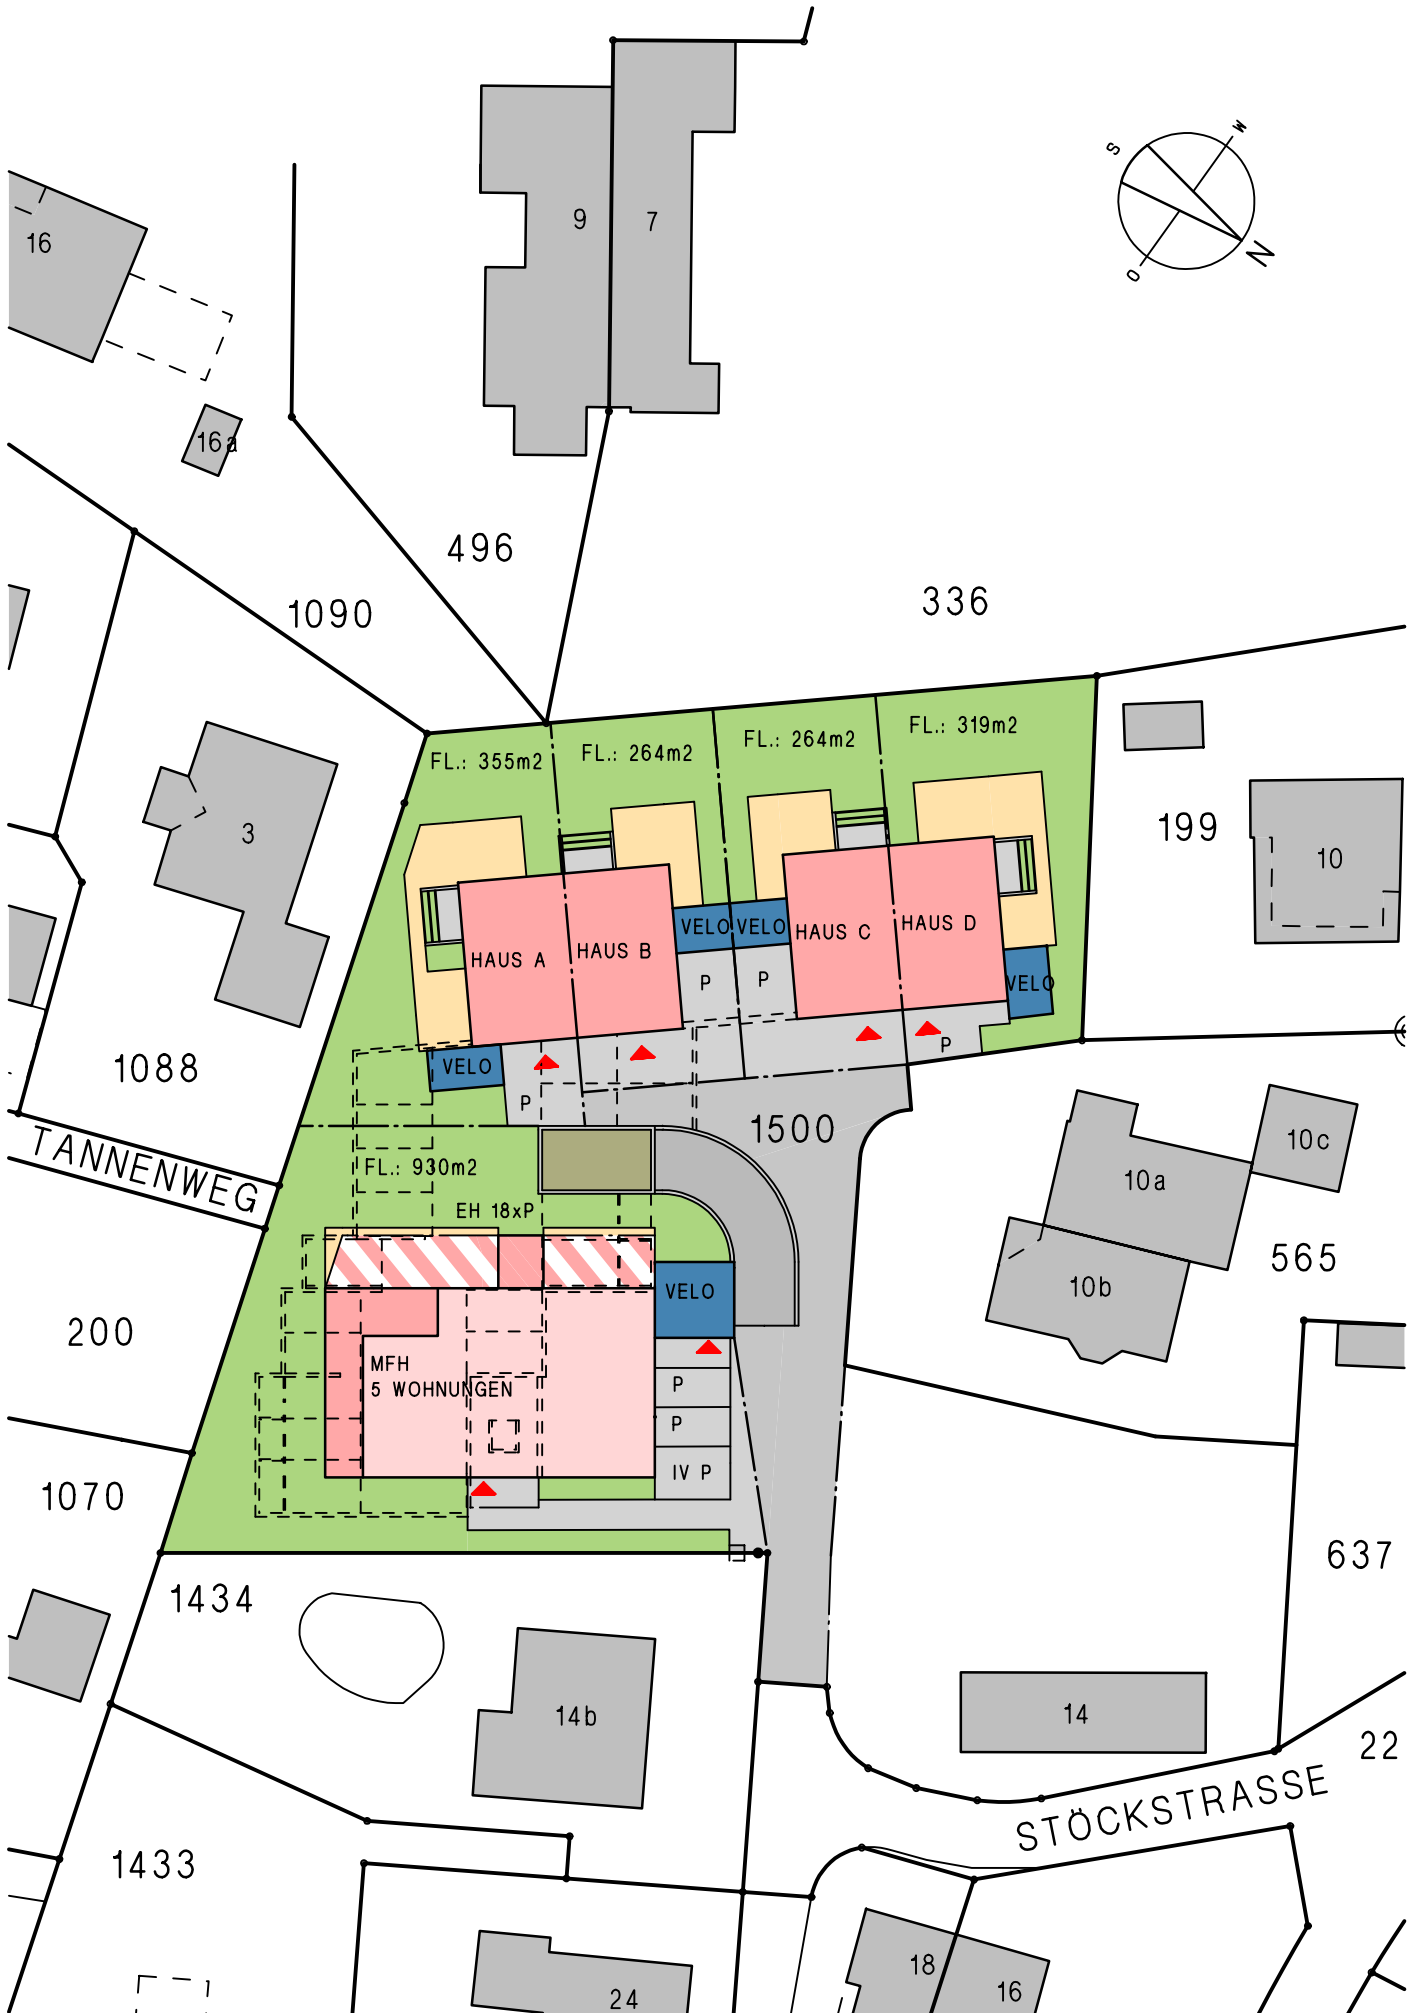 W
S
N
O
16
9
7
16a
496
1090
336
3
FL.: 355m2
FL.: 264m2
FL.: 264m2
FL.: 319m2
199
10
HAUS A
HAUS B
VELO
VELO
HAUS C
HAUS D
P
P
VELO
1088
VELO
P
P
1500
TANNENWEG
FL.: 930m2
EH 18xP
10a
10c
10b
565
200
VELO
MFH
5 WOHNUNGEN
P
P
IV P
1070
637
1434
14b
14
22
STÖCKSTRASSE
1433
24
18
16